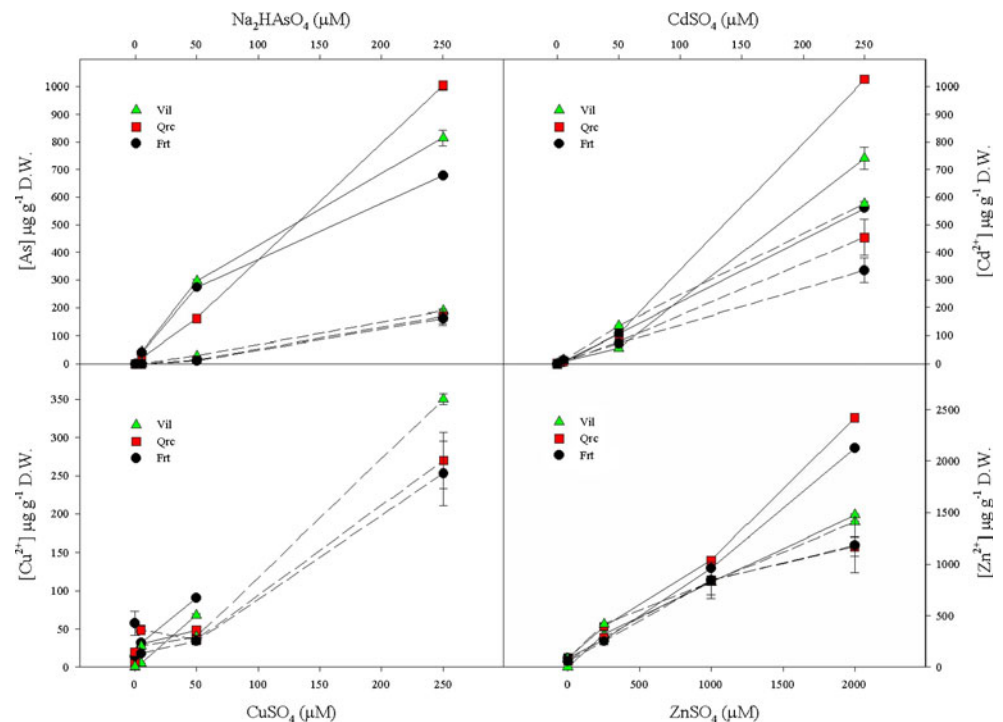 Na₂HAsO₄ (μM)
CdSO₄ (μM)
0 50 100 150 200 250
0 50 100 150 200 250
[As] μg g⁻¹ D.W.
1000
900
800
700
600
500
400
300
200
100
0
Vil
Qrc
Frt
Vil
Qrc
Frt
1000
900
800
700
600
500
400
300
200
100
0
[Cd²⁺] μg g⁻¹ D.W.
[Cu²⁺] μg g⁻¹ D.W.
350
300
250
200
150
100
50
0
Vil
Qrc
Frt
Vil
Qrc
Frt
2500
2000
1500
1000
500
0
[Zn²⁺] μg g⁻¹ D.W.
0 50 100 150 200 250
0 500 1000 1500 2000
CuSO₄ (μM)
ZnSO₄ (μM)